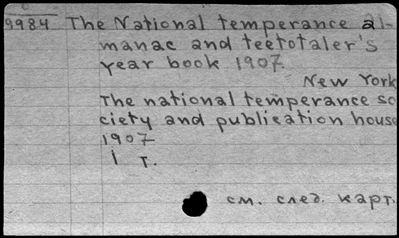 9984 The National temperance al-
manac and teetotaler's
year book 1907
New York
The national temperance so
ciety and publication house
1907
1 т.
см. след. карт.